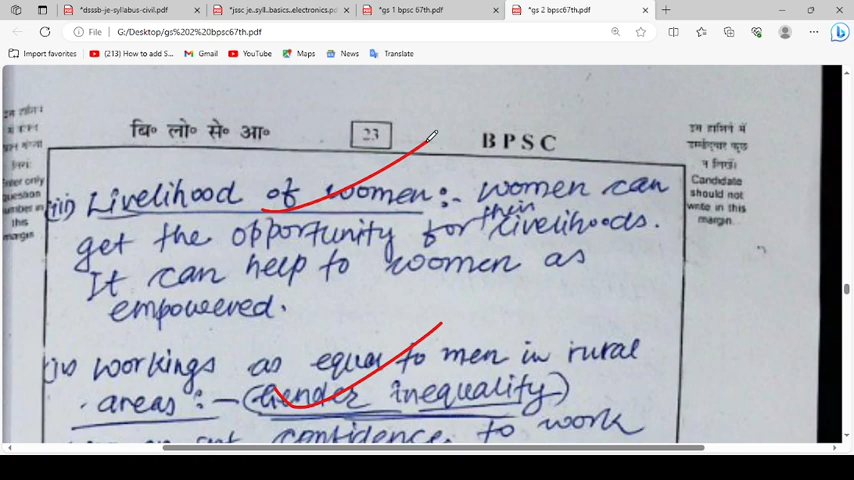 *dsssb-je-syllabus-civil.pdf
*jssc je..syll..basics..electronics.pd
*gs 1 bpsc 67th.pdf
*gs 2 bpsc67th.pdf
File
G:/Desktop/gs%202%20bpsc67th.pdf
Import favorites
(213) How to add S...
Gmail
YouTube
Maps
News
Translate
बि० लो० से० आ०
23
BPSC
इस हाशिये में
उम्मीदवार कुछ
न लिखें।
Candidate
should not
write in this
margin.
Enter only
question
number in
this
margin
(iii) Livelihood of women :- women can
get the opportunity for their livelihoods.
It can help to women as
empowered.
(iv) workings as equal to men in rural
areas :- (Gender inequality)
confidence to work